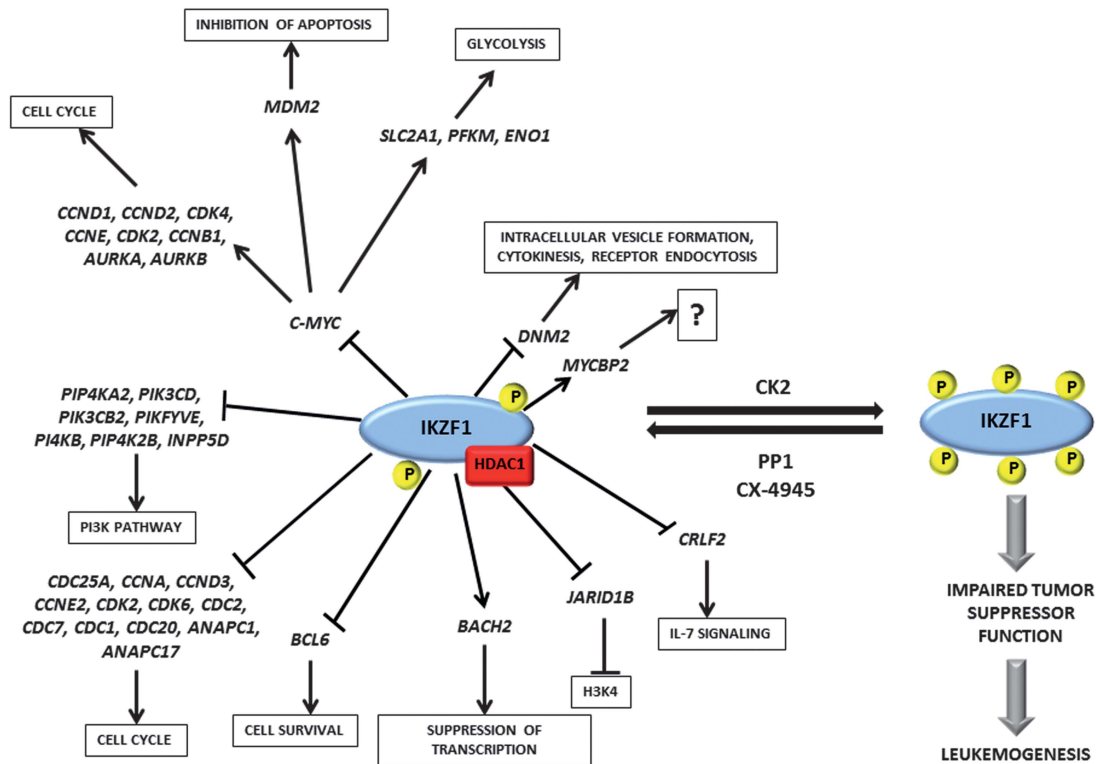 INHIBITION OF APOPTOSIS
GLYCOLYSIS
CELL CYCLE
MDM2
SLC2A1, PFKM, ENO1
CCND1, CCND2, CDK4,
CCNE, CDK2, CCNB1,
AURKA, AURKB
INTRACELLULAR VESICLE FORMATION,
CYTOKINESIS, RECEPTOR ENDOCYTOSIS
C-MYC
DNM2
?
MYCBP2
PIP4KA2, PIK3CD,
PIK3CB2, PIKFYVE,
PI4KB, PIP4K2B, INPP5D
PI3K PATHWAY
P
IKZF1
HDAC1
P
CK2
PP1
CX-4945
P
P
P
IKZF1
P
P
P
CRLF2
IL-7 SIGNALING
CDC25A, CCNA, CCND3,
CCNE2, CDK2, CDK6, CDC2,
CDC7, CDC1, CDC20, ANAPC1,
ANAPC17
CELL CYCLE
BCL6
CELL SURVIVAL
BACH2
SUPPRESSION OF
TRANSCRIPTION
JARID1B
H3K4
IMPAIRED TUMOR
SUPPRESSOR
FUNCTION
LEUKEMOGENESIS